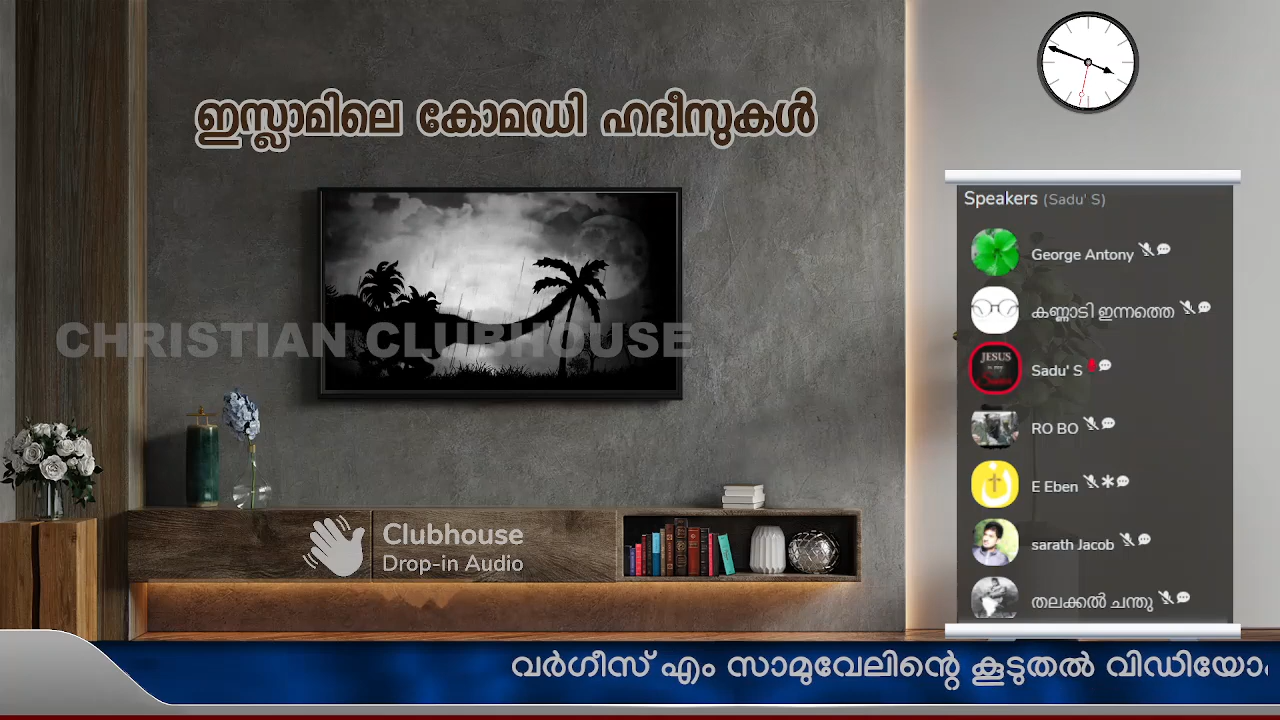 ഇസ്ലാമിലെ കോമഡി ഹദീസുകൾ
CHRISTIAN CLUBHOUSE
Clubhouse
Drop-in Audio
Speakers (Sadu' S)
George Antony
കണ്ണാടി ഇന്നത്തെ
JESUS
Sadu' S
RO BO
E Eben
sarath Jacob
തലക്കൽ ചന്തു
വർഗീസ് എം സാമുവേലിന്റെ കൂടുതൽ